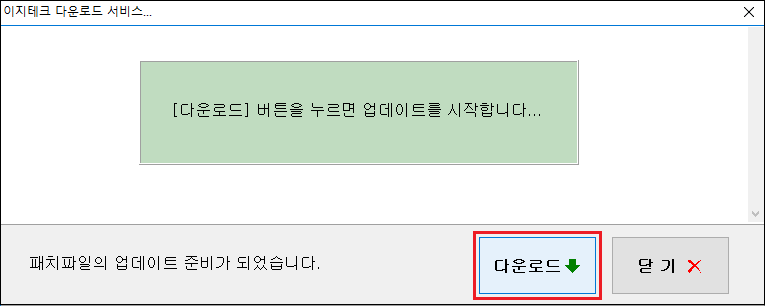 이지테크 다운로드 서비스...
[다운로드] 버튼을 누르면 업데이트를 시작합니다...
패치파일의 업데이트 준비가 되었습니다.
다운로드
닫 기